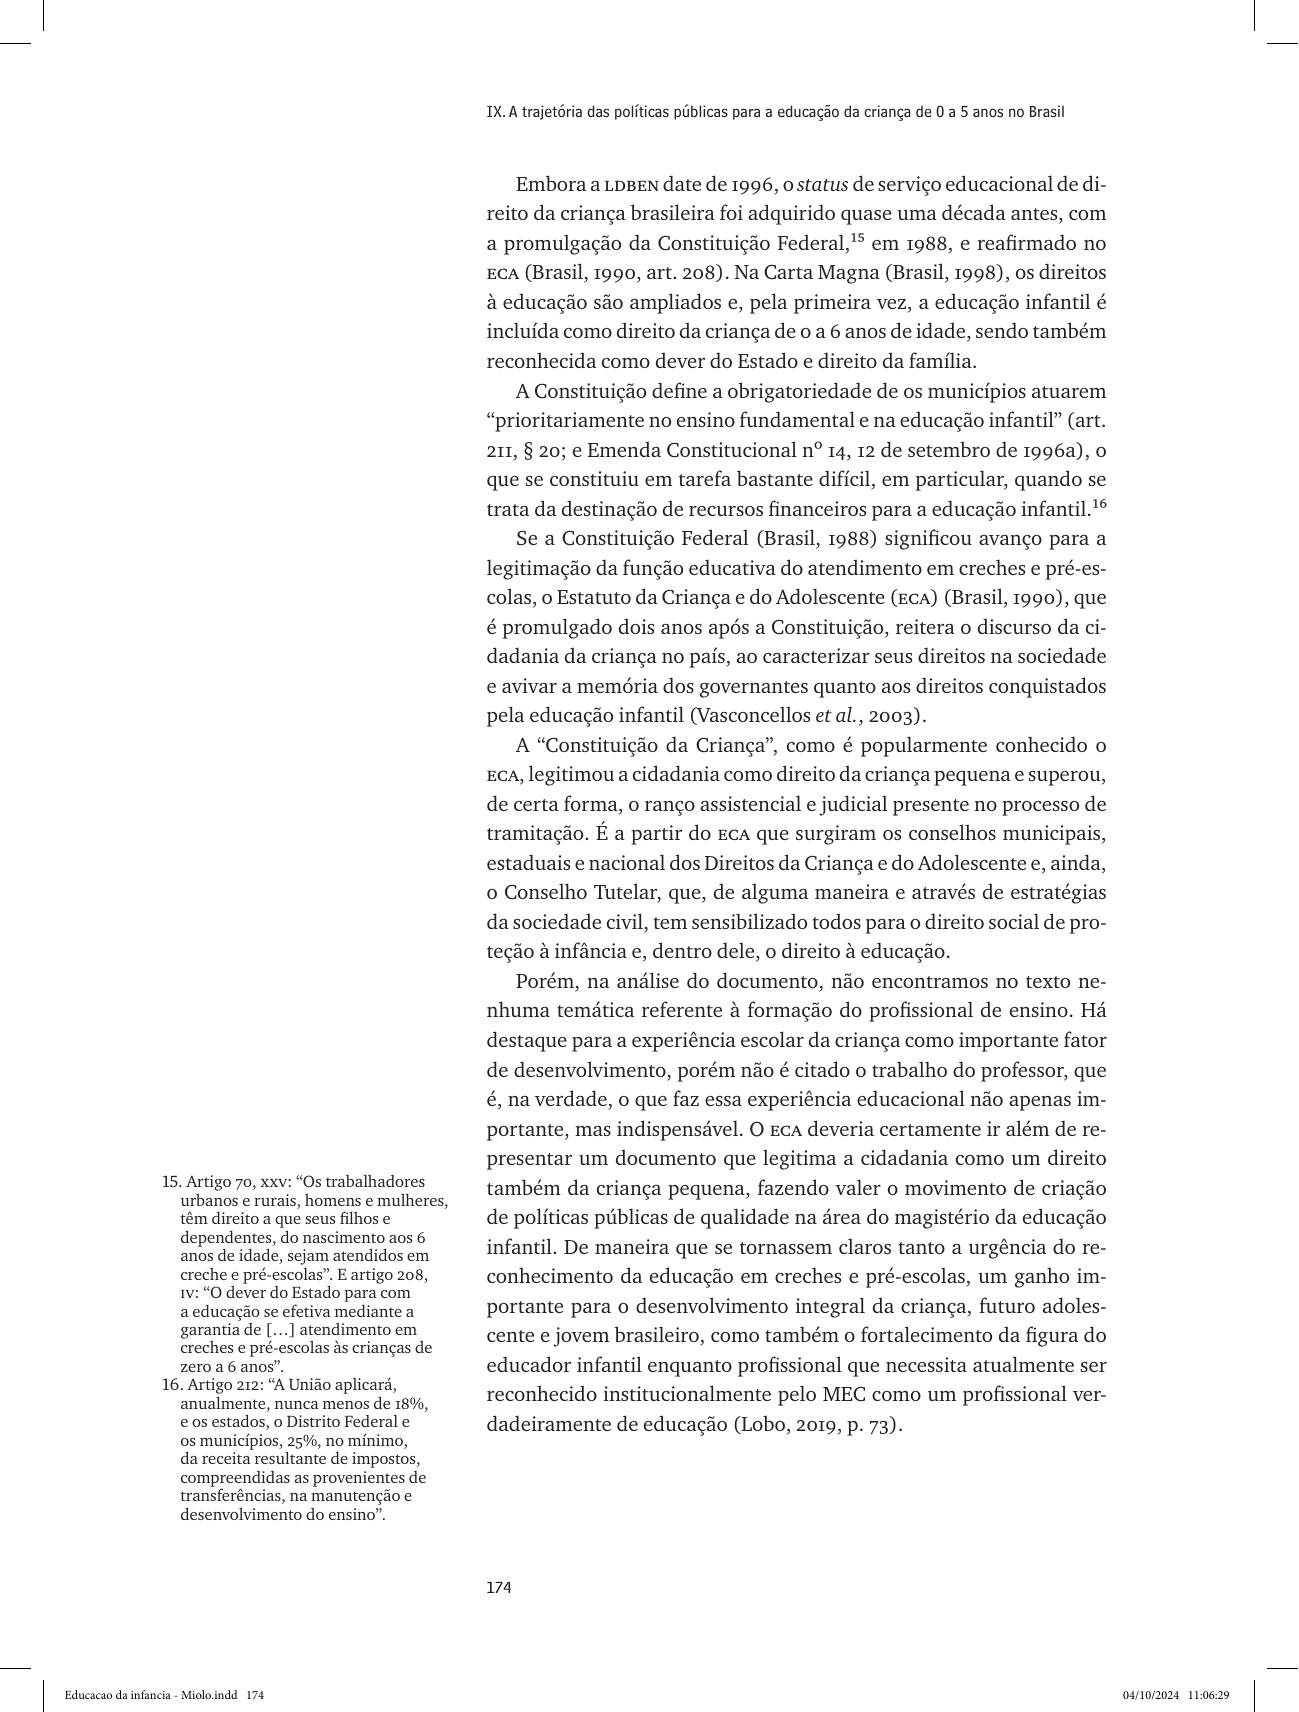 IX. A trajetória das políticas públicas para a educação da criança de 0 a 5 anos no Brasil
Embora a LDBEN date de 1996, o status de serviço educacional de di-
reito da criança brasileira foi adquirido quase uma década antes, com
a promulgação da Constituição Federal,15 em 1988, e reafirmado no
ECA (Brasil, 1990, art. 208). Na Carta Magna (Brasil, 1998), os direitos
à educação são ampliados e, pela primeira vez, a educação infantil é
incluída como direito da criança de 0 a 6 anos de idade, sendo também
reconhecida como dever do Estado e direito da família.
A Constituição define a obrigatoriedade de os municípios atuarem
“prioritariamente no ensino fundamental e na educação infantil” (art.
211, § 20; e Emenda Constitucional nº 14, 12 de setembro de 1996a), o
que se constituiu em tarefa bastante difícil, em particular, quando se
trata da destinação de recursos financeiros para a educação infantil.16
Se a Constituição Federal (Brasil, 1988) significou avanço para a
legitimação da função educativa do atendimento em creches e pré-es-
colas, o Estatuto da Criança e do Adolescente (ECA) (Brasil, 1990), que
é promulgado dois anos após a Constituição, reitera o discurso da ci-
dadania da criança no país, ao caracterizar seus direitos na sociedade
e avivar a memória dos governantes quanto aos direitos conquistados
pela educação infantil (Vasconcellos et al., 2003).
A “Constituição da Criança”, como é popularmente conhecido o
ECA, legitimou a cidadania como direito da criança pequena e superou,
de certa forma, o ranço assistencial e judicial presente no processo de
tramitação. É a partir do ECA que surgiram os conselhos municipais,
estaduais e nacional dos Direitos da Criança e do Adolescente e, ainda,
o Conselho Tutelar, que, de alguma maneira e através de estratégias
da sociedade civil, tem sensibilizado todos para o direito social de pro-
teção à infância e, dentro dele, o direito à educação.
Porém, na análise do documento, não encontramos no texto ne-
nhuma temática referente à formação do profissional de ensino. Há
destaque para a experiência escolar da criança como importante fator
de desenvolvimento, porém não é citado o trabalho do professor, que
é, na verdade, o que faz essa experiência educacional não apenas im-
portante, mas indispensável. O ECA deveria certamente ir além de re-
presentar um documento que legitima a cidadania como um direito
também da criança pequena, fazendo valer o movimento de criação
de políticas públicas de qualidade na área do magistério da educação
infantil. De maneira que se tornassem claros tanto a urgência do re-
conhecimento da educação em creches e pré-escolas, um ganho im-
portante para o desenvolvimento integral da criança, futuro adoles-
cente e jovem brasileiro, como também o fortalecimento da figura do
educador infantil enquanto profissional que necessita atualmente ser
reconhecido institucionalmente pelo MEC como um profissional ver-
dadeiramente de educação (Lobo, 2019, p. 73).
15. Artigo 70, XXV: “Os trabalhadores
urbanos e rurais, homens e mulheres,
têm direito a que seus filhos e
dependentes, do nascimento aos 6
anos de idade, sejam atendidos em
creche e pré-escolas”. E artigo 208,
IV: “O dever do Estado para com
a educação se efetiva mediante a
garantia de […] atendimento em
creches e pré-escolas às crianças de
zero a 6 anos”.
16. Artigo 212: “A União aplicará,
anualmente, nunca menos de 18%,
e os estados, o Distrito Federal e
os municípios, 25%, no mínimo,
da receita resultante de impostos,
compreendidas as provenientes de
transferências, na manutenção e
desenvolvimento do ensino”.
174
Educacao da infancia - Miolo.indd 174
04/10/2024 11:06:29